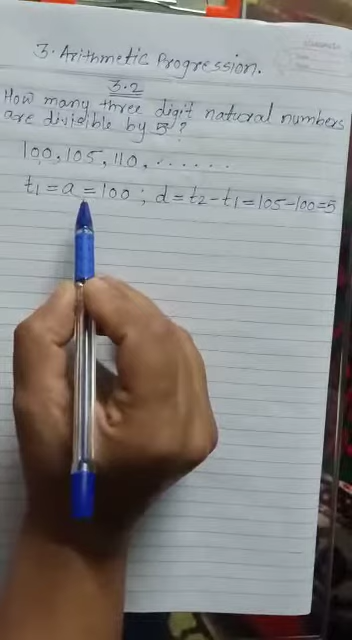 3. Arithmetic Progression.
3.2
How many three digit natural numbers
are divisible by 5?
100, 105, 110, .......
t1 = a = 100 ; d = t2 - t1 = 105 - 100 = 5